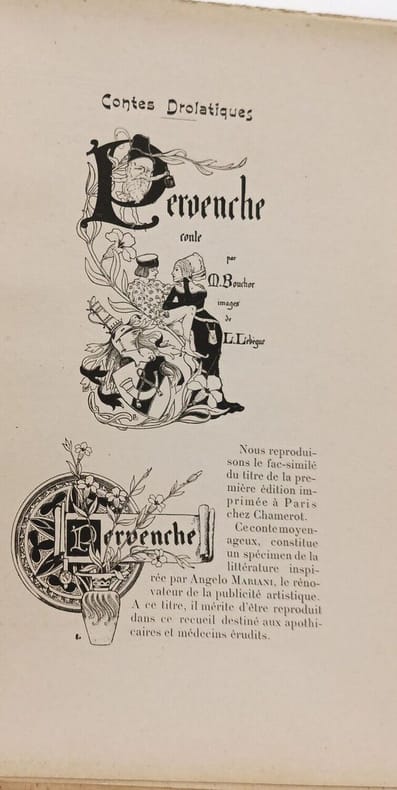 Contes Drolatiques
Pervenche
conte
par
M. Bouchor
images
de
L. Lebègue
Pervenche
Nous reprodui-
sons le fac-similé
du titre de la pre-
mière édition im-
primée à Paris
chez Chamerot.
Ce conte moyen-
ageux, constitue
un spécimen de la
littérature inspi-
rée par Angelo MARIANI, le réno-
vateur de la publicité artistique.
A ce titre, il mérite d'être reproduit
dans ce recueil destiné aux apothi-
caires et médecins érudits.